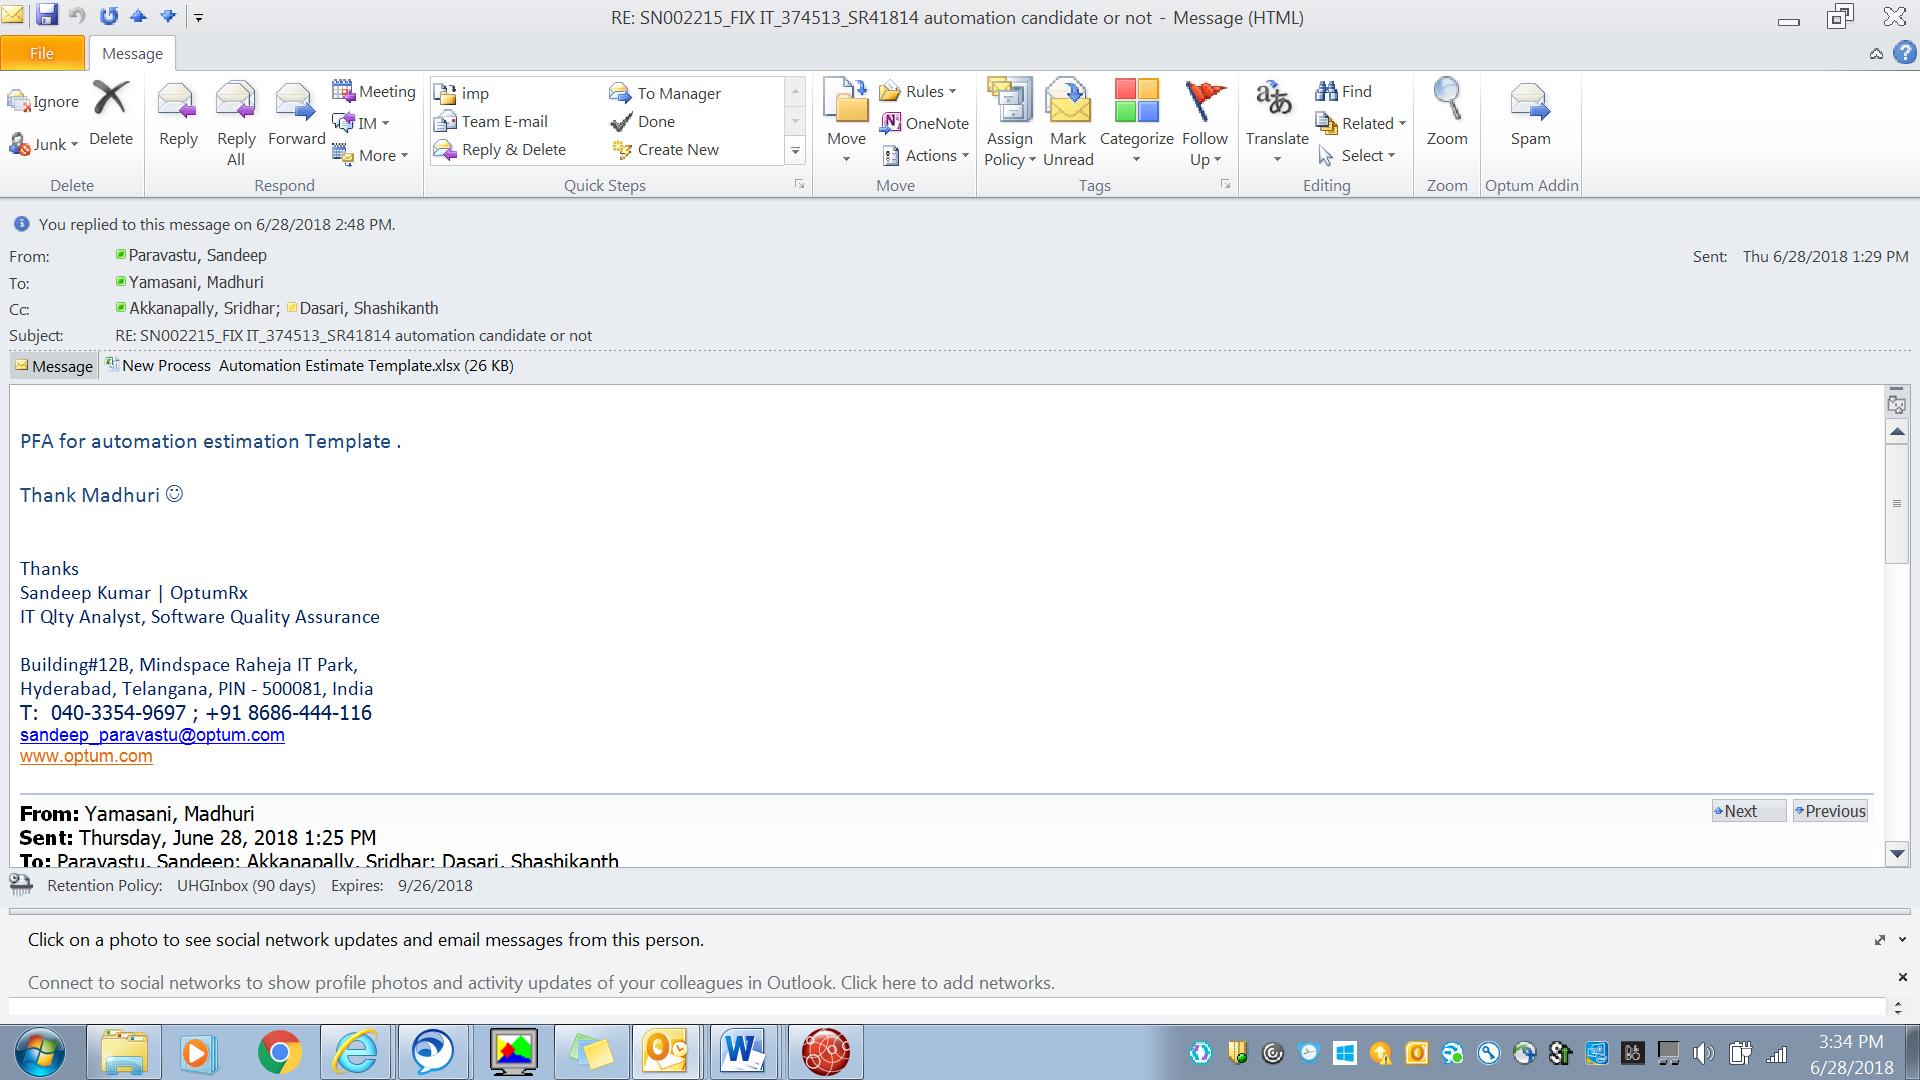 RE: SN002215_FIX IT_374513_SR41814 automation candidate or not - Message (HTML)
File Message
Ignore
Junk
Delete
Delete
Reply
Reply All
Forward
Meeting
IM
More
Respond
imp
Team E-mail
Reply & Delete
To Manager
Done
Create New
Quick Steps
Move
Rules
OneNote
Actions
Move
Assign Policy
Mark Unread
Categorize
Follow Up
Tags
Translate
Find
Related
Select
Editing
Zoom
Zoom
Spam
Optum Addin
You replied to this message on 6/28/2018 2:48 PM.
From: Paravastu, Sandeep
Sent: Thu 6/28/2018 1:29 PM
To: Yamasani, Madhuri
Cc: Akkanapally, Sridhar; Dasari, Shashikanth
Subject: RE: SN002215_FIX IT_374513_SR41814 automation candidate or not
Message New Process  Automation Estimate Template.xlsx (26 KB)
PFA for automation estimation Template .
Thank Madhuri ☺
Thanks
Sandeep Kumar | OptumRx
IT Qlty Analyst, Software Quality Assurance
Building#12B, Mindspace Raheja IT Park,
Hyderabad, Telangana, PIN - 500081, India
T:  040-3354-9697 ; +91 8686-444-116
sandeep_paravastu@optum.com
www.optum.com
From: Yamasani, Madhuri
Next Previous
Sent: Thursday, June 28, 2018 1:25 PM
To: Paravastu, Sandeep; Akkanapally, Sridhar; Dasari, Shashikanth
Retention Policy: UHGInbox (90 days) Expires: 9/26/2018
Click on a photo to see social network updates and email messages from this person.
Connect to social networks to show profile photos and activity updates of your colleagues in Outlook. Click here to add networks.
3:34 PM
6/28/2018